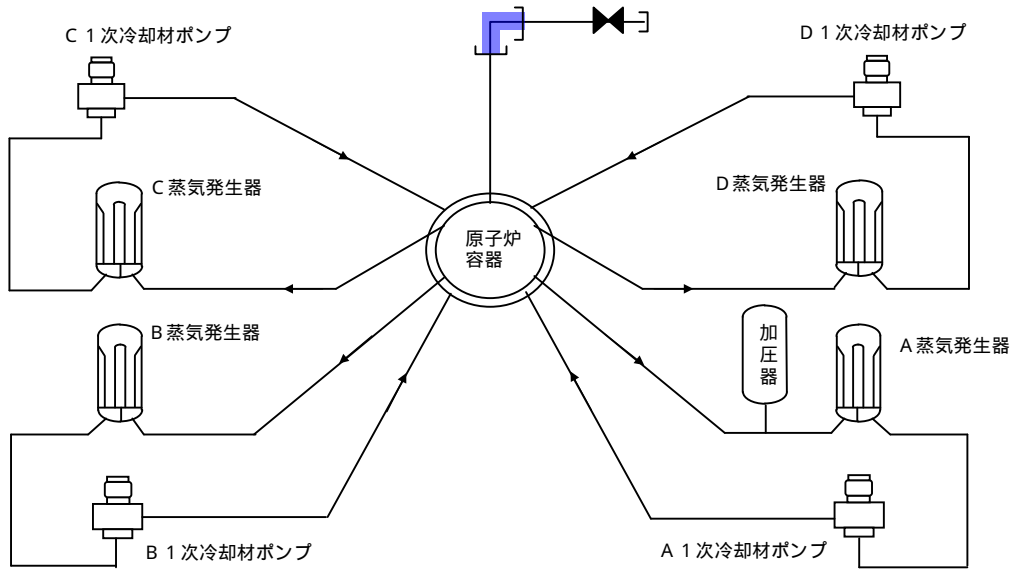 C1次冷却材ポンプ
D1次冷却材ポンプ
C蒸気発生器
D蒸気発生器
原子炉
容器
B蒸気発生器
加
圧
器
A蒸気発生器
B1次冷却材ポンプ
A1次冷却材ポンプ